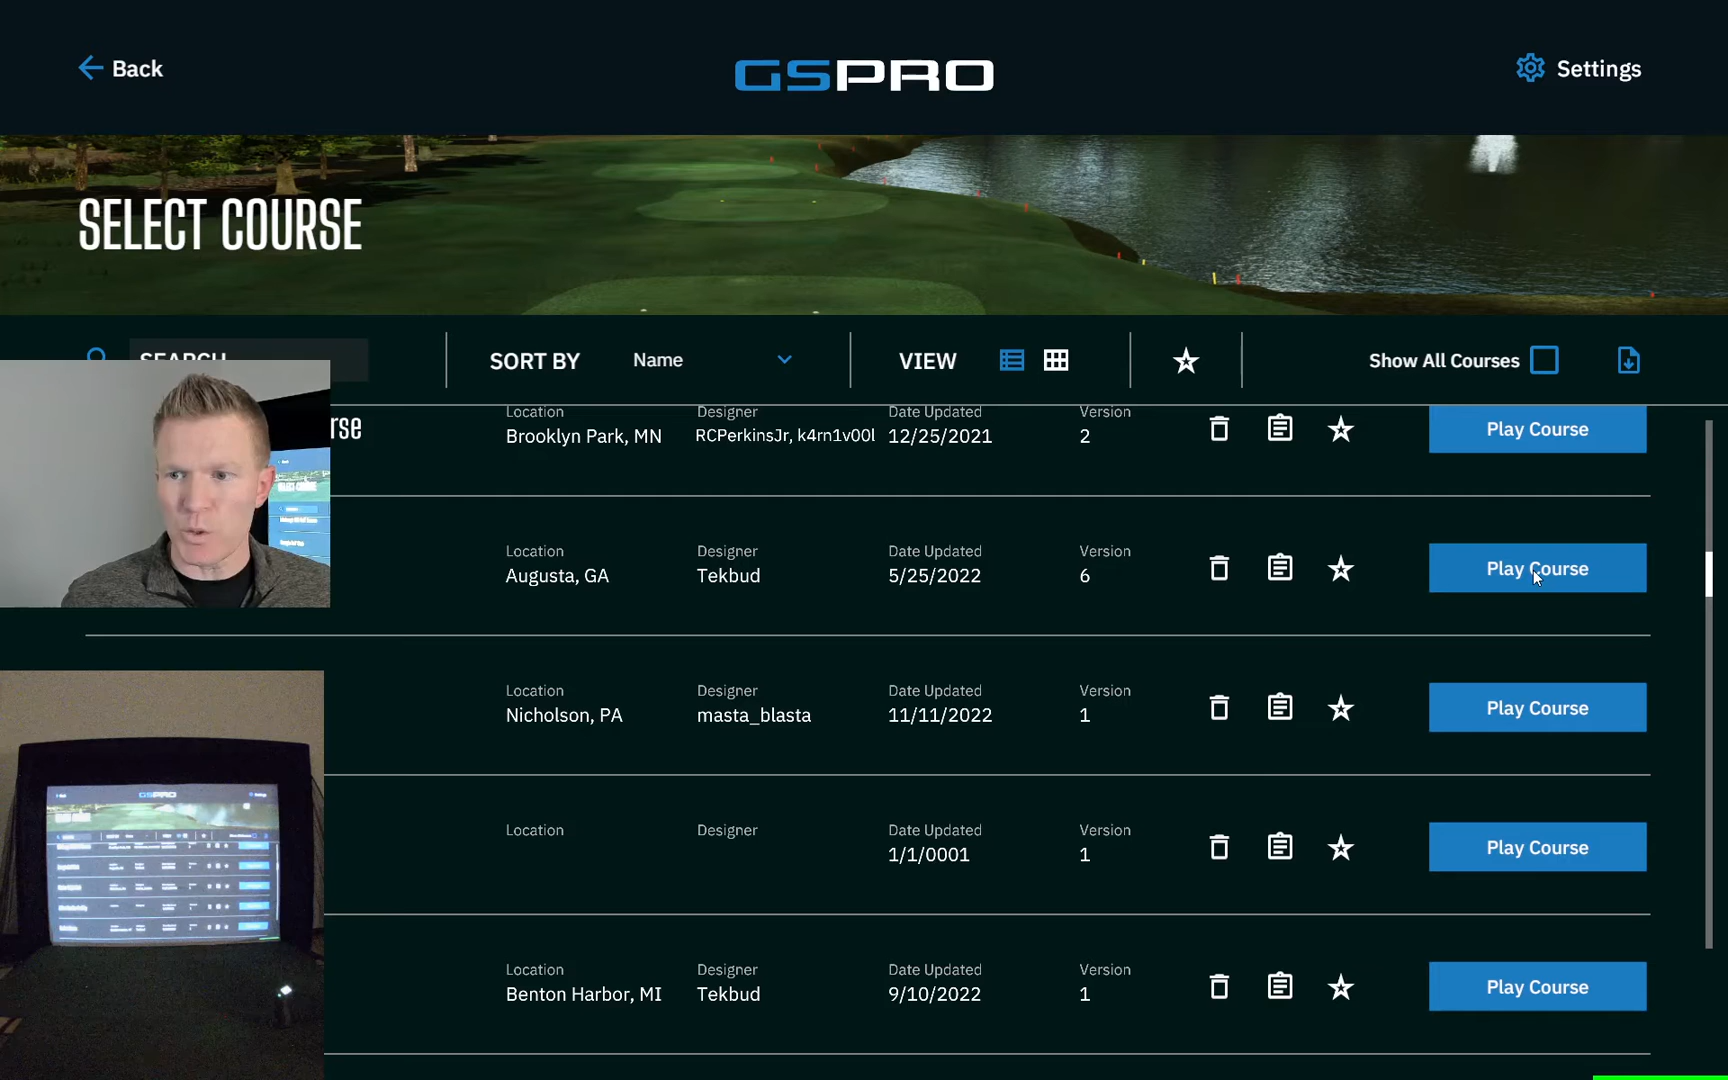 Back
GSPRO
Settings
SELECT COURSE
SEARCH
SORT BY
Name
VIEW
Show All Courses
rse
Location
Designer
Date Updated
Version
Brooklyn Park, MN
RCPerkinsJr, k4rn1v00l
12/25/2021
2
Play Course
Location
Designer
Date Updated
Version
Augusta, GA
Tekbud
5/25/2022
6
Play Course
Location
Designer
Date Updated
Version
Nicholson, PA
masta_blasta
11/11/2022
1
Play Course
Location
Designer
Date Updated
Version
1/1/0001
1
Play Course
Location
Designer
Date Updated
Version
Benton Harbor, MI
Tekbud
9/10/2022
1
Play Course
GSPRO